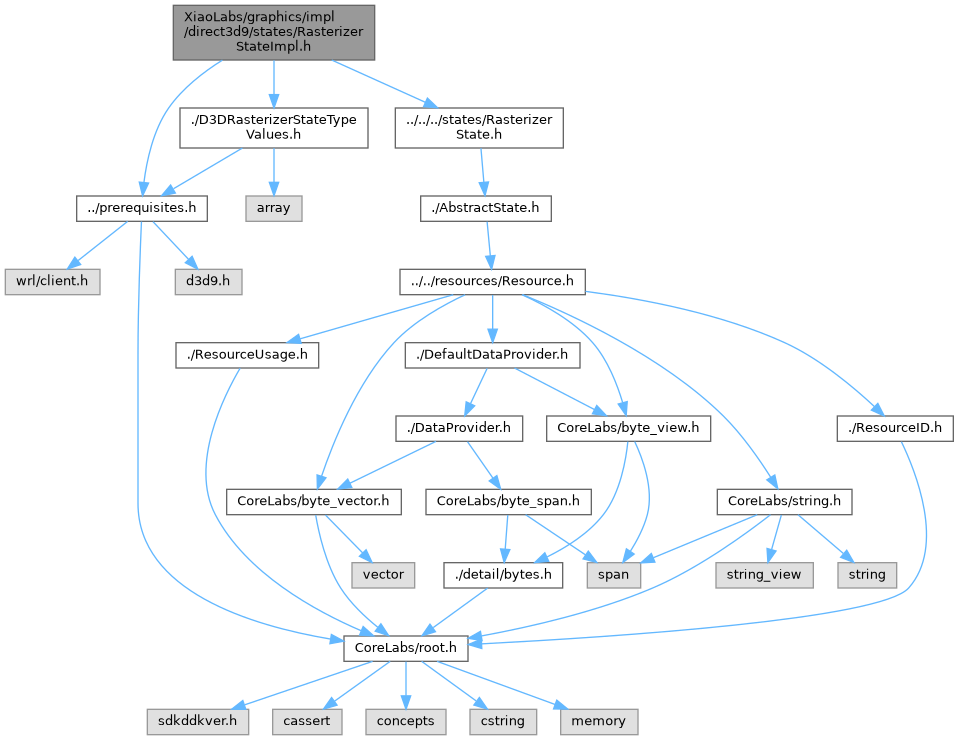 XiaoLabs/graphics/impl
/direct3d9/states/Rasterizer
StateImpl.h
./D3DRasterizerStateType
Values.h
../../../states/Rasterizer
State.h
../prerequisites.h
array
./AbstractState.h
wrl/client.h
d3d9.h
../../resources/Resource.h
./ResourceUsage.h
./DefaultDataProvider.h
./DataProvider.h
CoreLabs/byte_view.h
./ResourceID.h
CoreLabs/byte_vector.h
CoreLabs/byte_span.h
CoreLabs/string.h
vector
./detail/bytes.h
span
string_view
string
CoreLabs/root.h
sdkddkver.h
cassert
concepts
cstring
memory